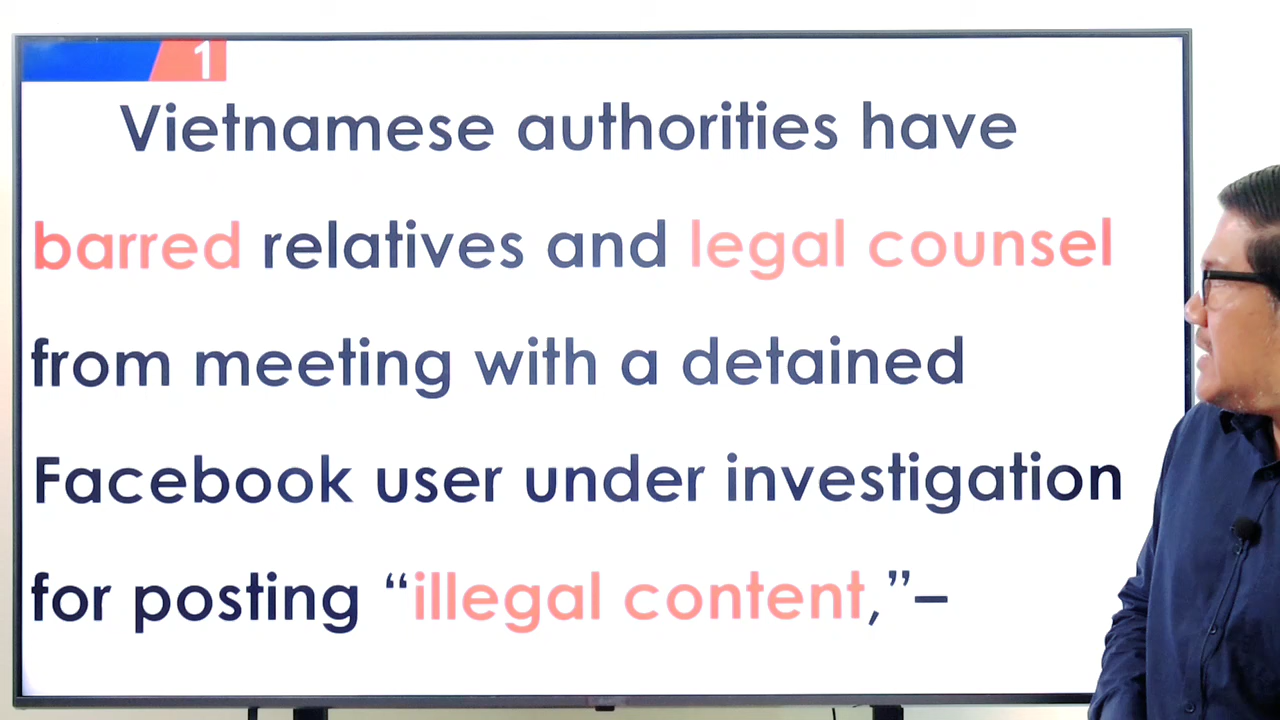 1
Vietnamese authorities have
barred relatives and legal counsel
from meeting with a detained
Facebook user under investigation
for posting “illegal content,”–